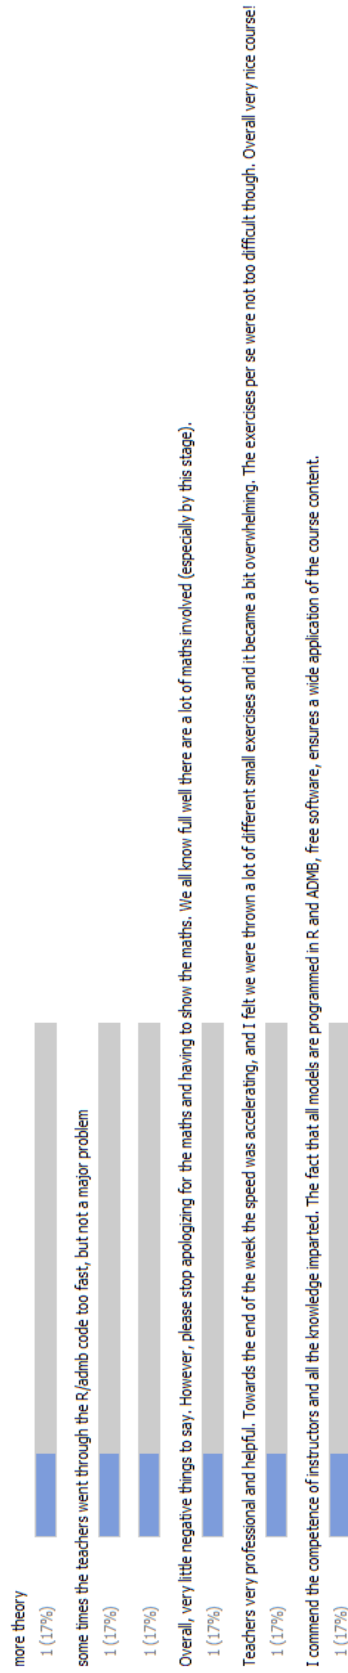 more theory
1 (17%)
some times the teachers went through the R/admb code too fast, but not a major problem
1 (17%)
1 (17%)
Overall, very little negative things to say. However, please stop apologizing for the maths and having to show the maths. We all know full well there are a lot of maths involved (especially by this stage).
1 (17%)
Teachers very professional and helpful. Towards the end of the week the speed was accelerating, and I felt we were thrown a lot of different small exercises and it became a bit overwhelming. The exercises per se were not too difficult though. Overall very nice course!
1 (17%)
I commend the competence of instructors and all the knowledge imparted. The fact that all models are programmed in R and ADMB, free software, ensures a wide application of the course content.
1 (17%)